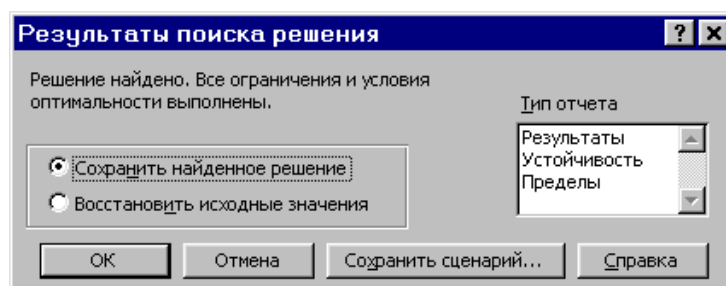 Результаты поиска решения
Решение найдено. Все ограничения и условия
оптимальности выполнены.
Тип отчета
Результаты
Устойчивость
Пределы
Сохранить найденное решение
Восстановить исходные значения
ОК
Отмена
Сохранить сценарий...
Справка